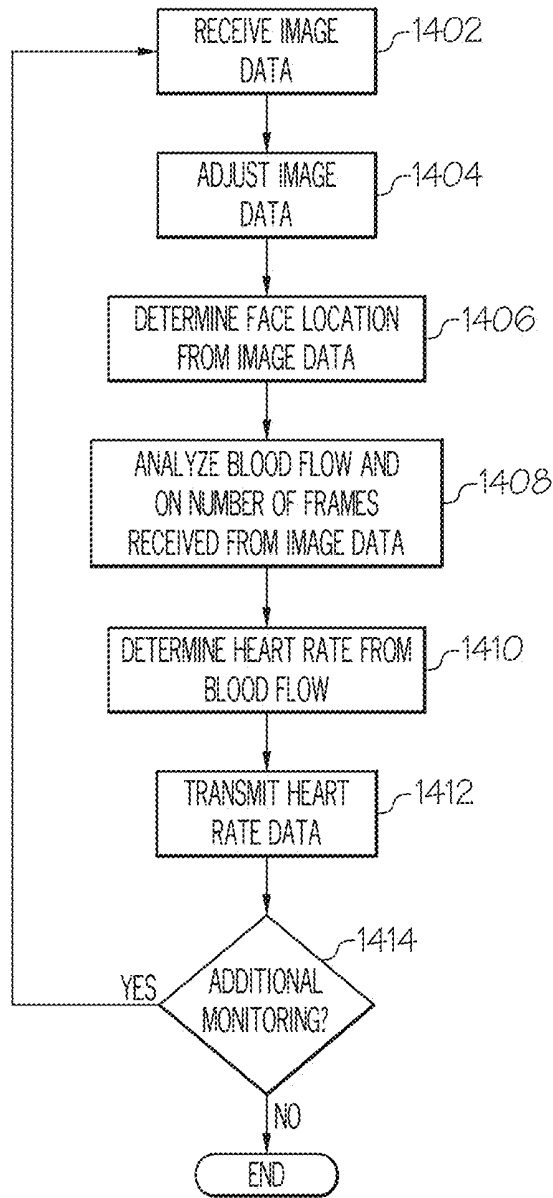 RECEIVE IMAGE
DATA
1402
ADJUST IMAGE
DATA
1404
DETERMINE FACE LOCATION
FROM IMAGE DATA
1406
ANALYZE BLOOD FLOW AND
ON NUMBER OF FRAMES
RECEIVED FROM IMAGE DATA
1408
DETERMINE HEART RATE FROM
BLOOD FLOW
1410
TRANSMIT HEART
RATE DATA
1412
ADDITIONAL
MONITORING?
1414
YES
NO
END